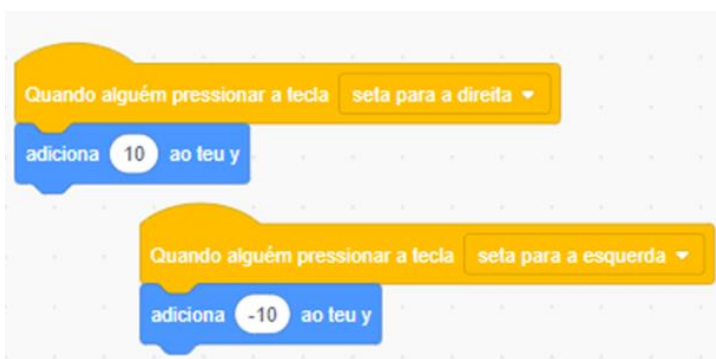 Quando alguém pressionar a tecla seta para a direita
adiciona 10 ao teu y
Quando alguém pressionar a tecla seta para a esquerda
adiciona -10 ao teu y